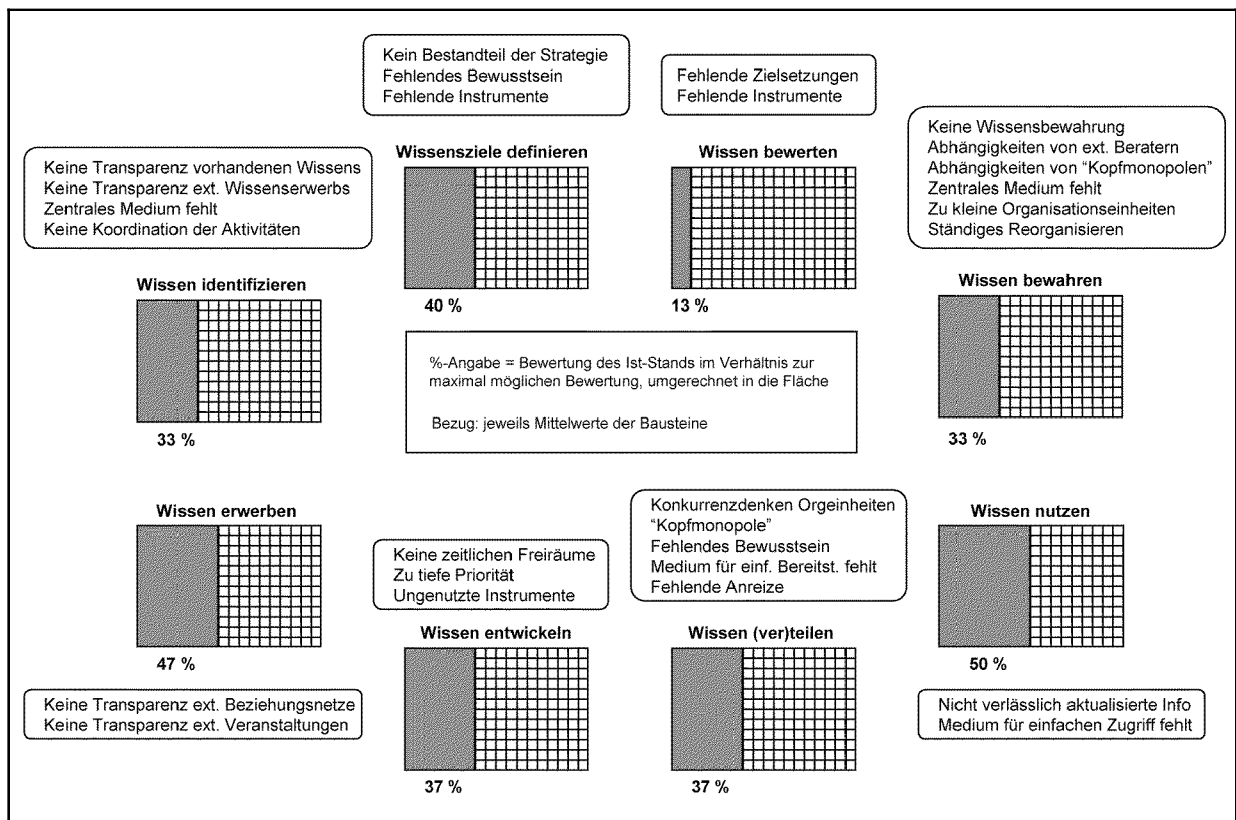 Kein Bestandteil der Strategie
Fehlendes Bewusstsein
Fehlende Instrumente
Fehlende Zielsetzungen
Fehlende Instrumente
Keine Transparenz vorhandenen Wissens
Keine Transparenz ext. Wissenserwerbs
Zentrales Medium fehlt
Keine Koordination der Aktivitäten
Wissensziele definieren
40 %
Wissen bewerten
13 %
Keine Wissensbewahrung
Abhängigkeiten von ext. Beratern
Abhängigkeiten von "Kopfmonopolen"
Zentrales Medium fehlt
Zu kleine Organisationseinheiten
Ständiges Reorganisieren
Wissen identifizieren
33 %
%-Angabe = Bewertung des Ist-Stands im Verhältnis zur
maximal möglichen Bewertung, umgerechnet in die Fläche
Bezug: jeweils Mittelwerte der Bausteine
Wissen bewahren
33 %
Wissen erwerben
47 %
Keine Transparenz ext. Beziehungsnetze
Keine Transparenz ext. Veranstaltungen
Keine zeitlichen Freiräume
Zu tiefe Priorität
Ungenutzte Instrumente
Wissen entwickeln
37 %
Konkurrenzdenken Orgeinheiten
"Kopfmonopole"
Fehlendes Bewusstsein
Medium für einf. Bereitst. fehlt
Fehlende Anreize
Wissen (ver)teilen
37 %
Wissen nutzen
50 %
Nicht verlässlich aktualisierte Info
Medium für einfachen Zugriff fehlt